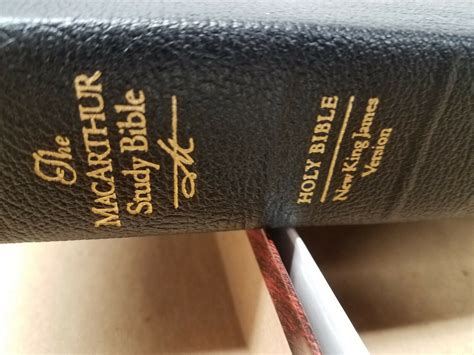 The
MACARTHUR
Study Bible
HOLY BIBLE
New King James
Version